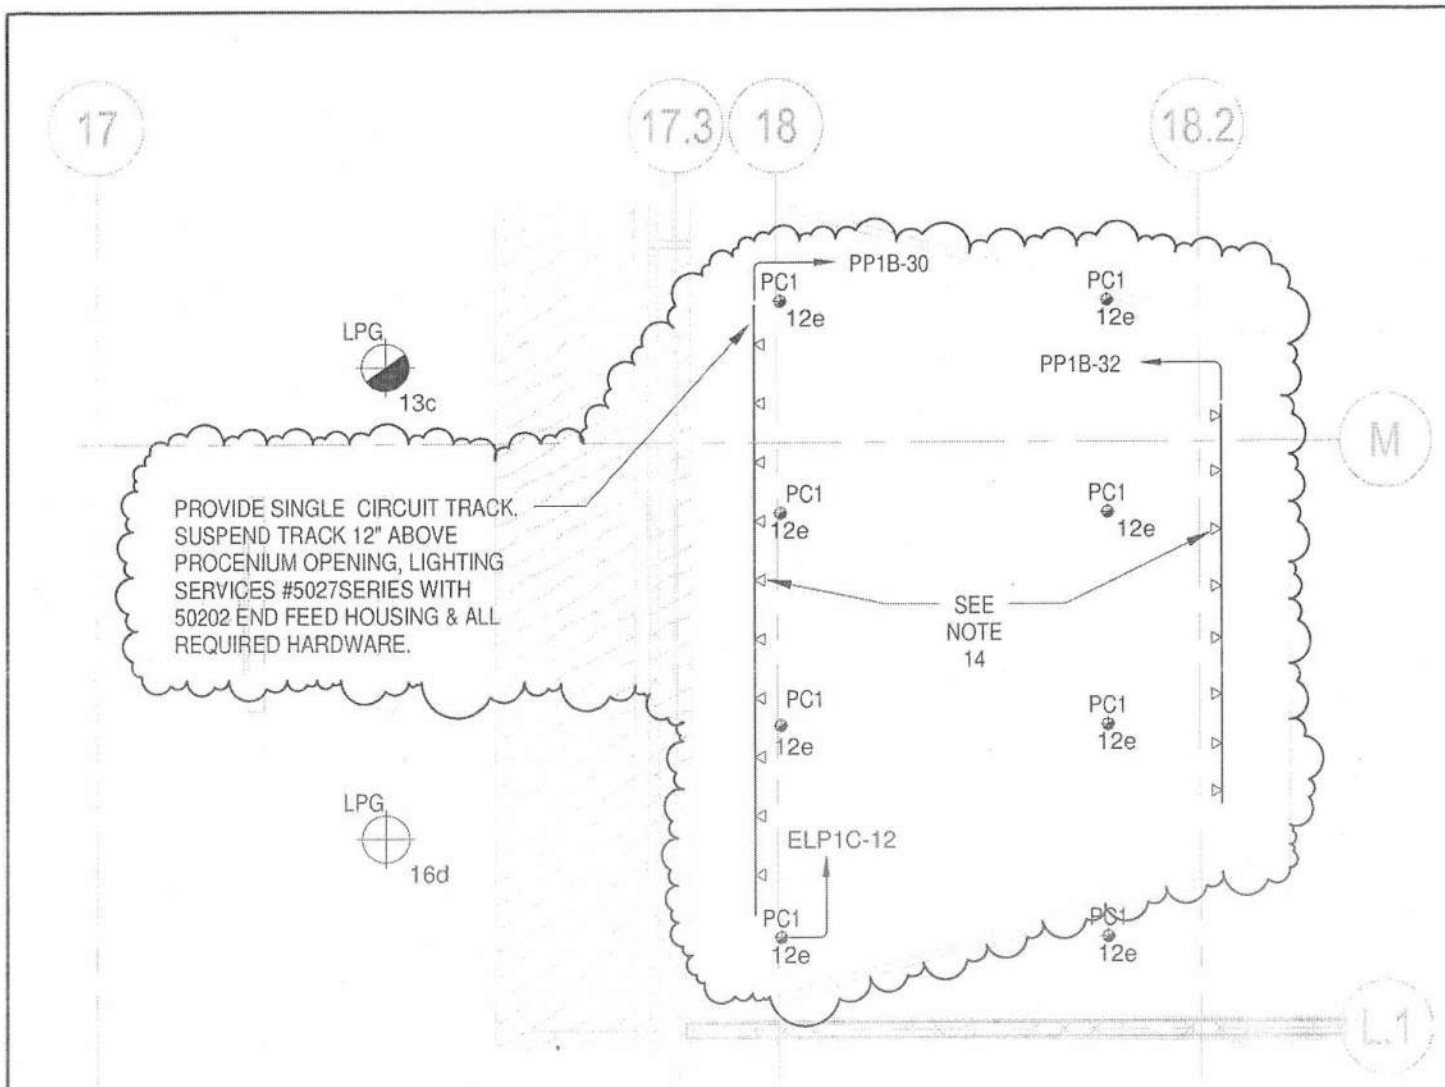 17
17.3
18
18.2
PP1B-30
PC1
12e
PC1
12e
LPG
13c
PP1B-32
M
PROVIDE SINGLE CIRCUIT TRACK.
SUSPEND TRACK 12" ABOVE
PROCENIUM OPENING, LIGHTING
SERVICES #5027SERIES WITH
50202 END FEED HOUSING & ALL
REQUIRED HARDWARE.
PC1
12e
PC1
12e
SEE
NOTE
14
PC1
12e
PC1
12e
LPG
16d
ELP1C-12
PC1
12e
PC1
12e
L.1